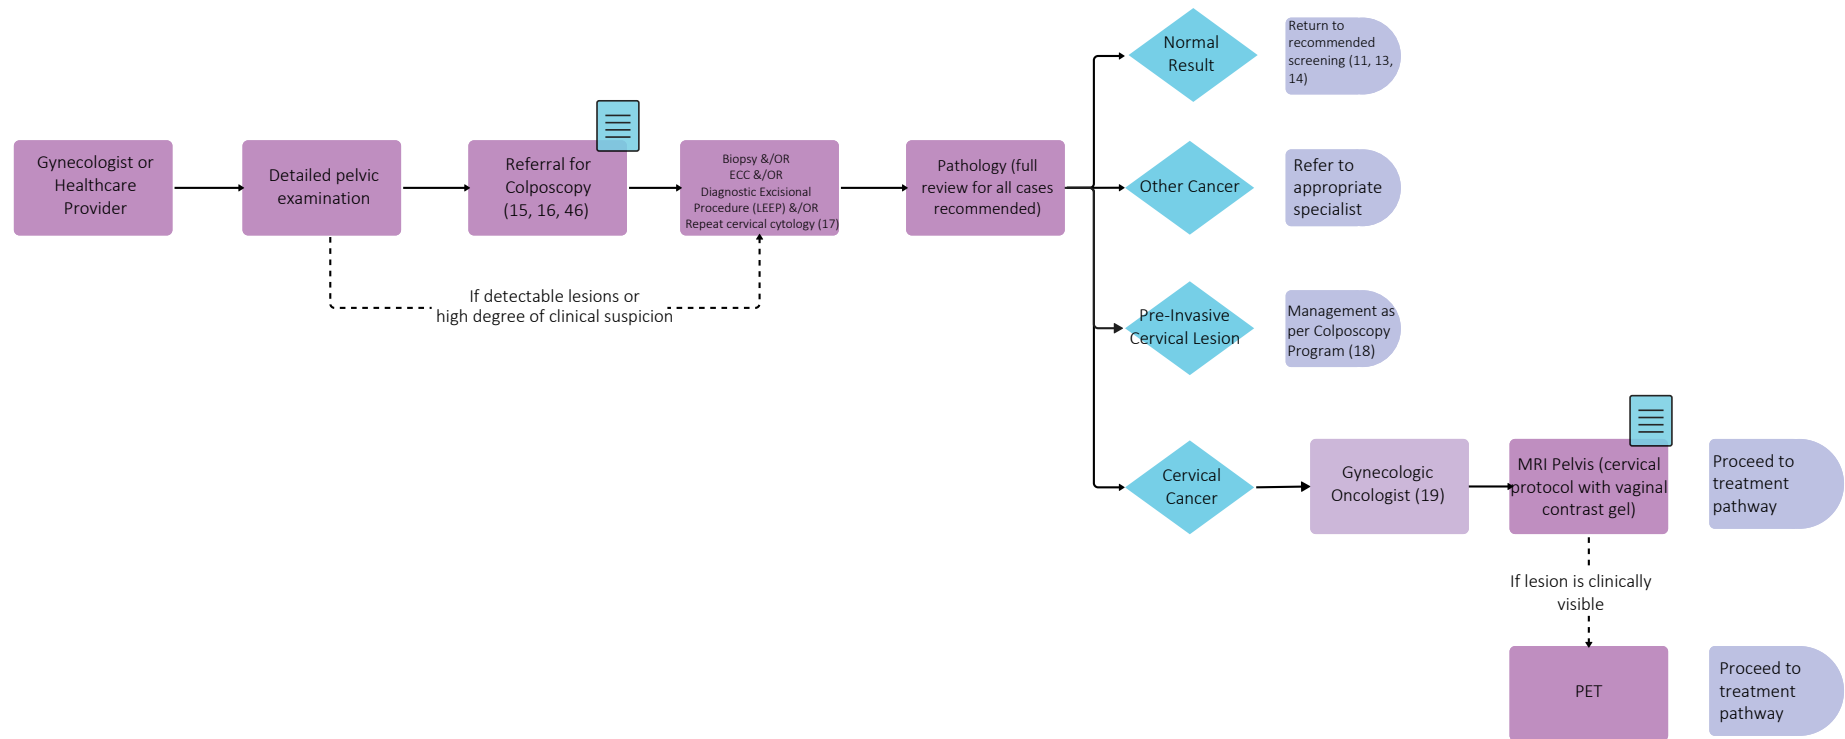 Gynecologist or
Healthcare
Provider
Detailed pelvic
examination
Referral for
Colposcopy
(15, 16, 46)
Biopsy &/OR
ECC &/OR
Diagnostic Excisional
Procedure (LEEP) &/OR
Repeat cervical cytology (17)
If detectable lesions or
high degree of clinical suspicion
Pathology (full
review for all cases
recommended)
Normal
Result
Return to
recommended
screening (11, 13,
14)
Other Cancer
Refer to
appropriate
specialist
Pre-Invasive
Cervical Lesion
Management as
per Colposcopy
Program (18)
Cervical
Cancer
Gynecologic
Oncologist (19)
MRI Pelvis (cervical
protocol with vaginal
contrast gel)
Proceed to
treatment
pathway
If lesion is clinically
visible
PET
Proceed to
treatment
pathway